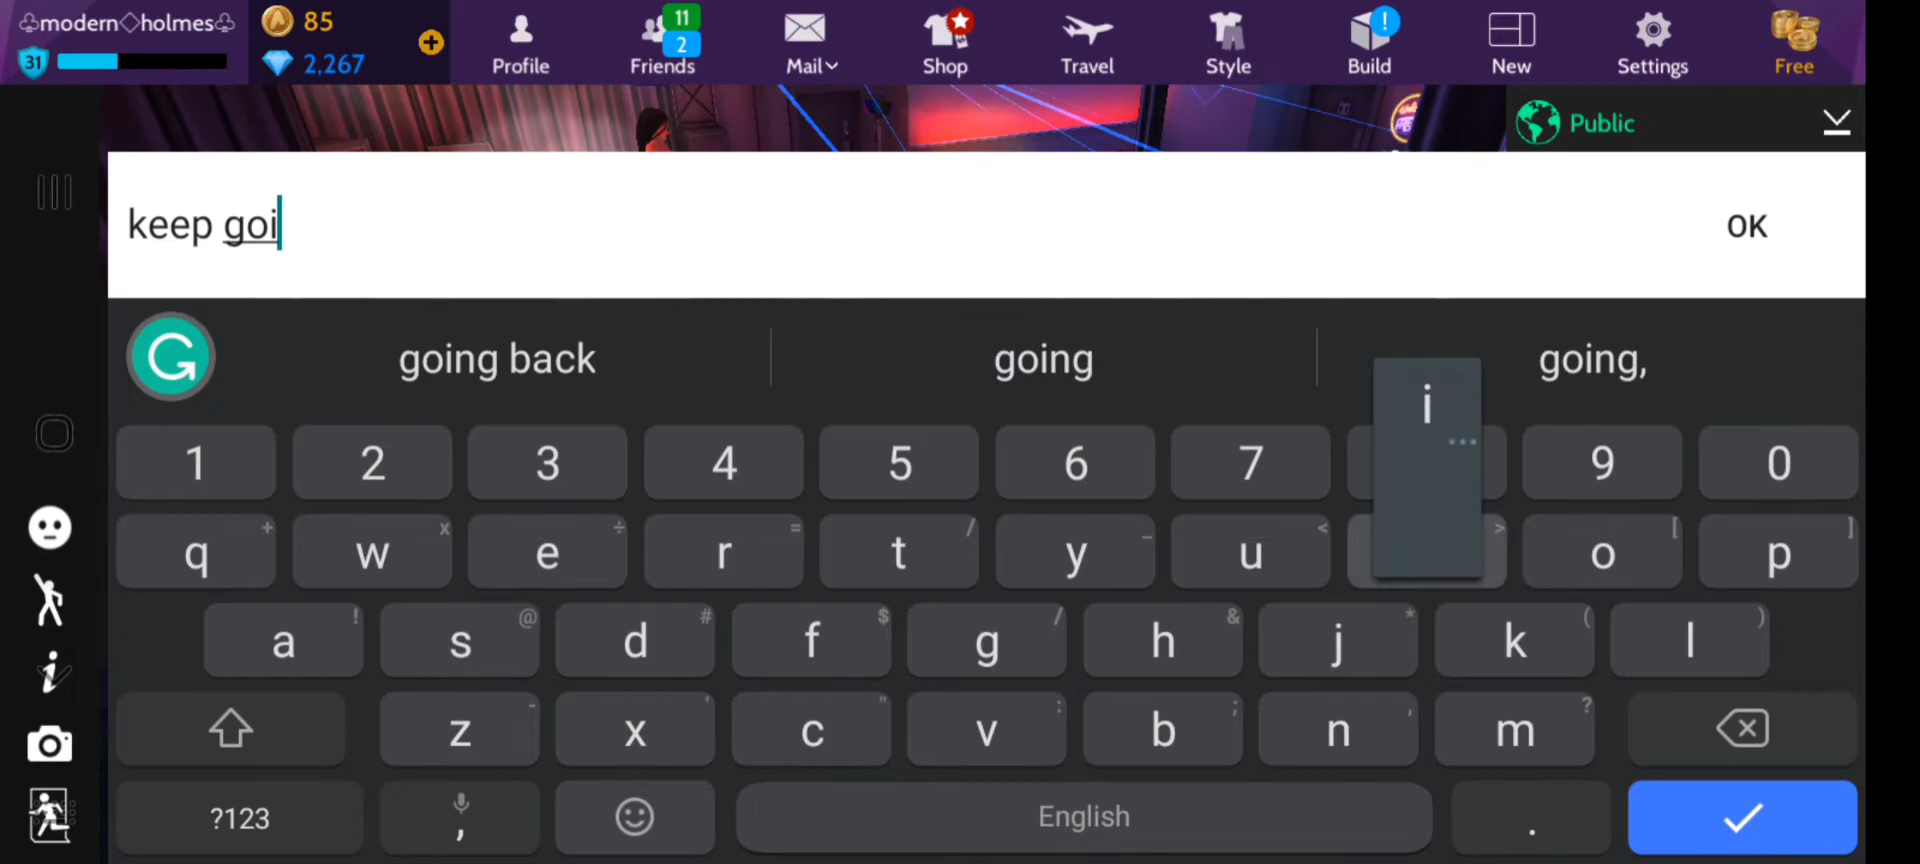 ♧modern◇holmes♧
31
85
2,267
Profile
11
2
Friends
Mail
Shop
Travel
Style
!
Build
New
Settings
Free
Public
keep goi
OK
going back
going
going,
i
1 2 3 4 5 6 7 9 0
q + w x e ÷ r = t / y _ u < > o [ p ]
a ! s @ d # f $ g / h & j * k ( l )
z - x ' c " v : b ; n , m ?
?123 , English .